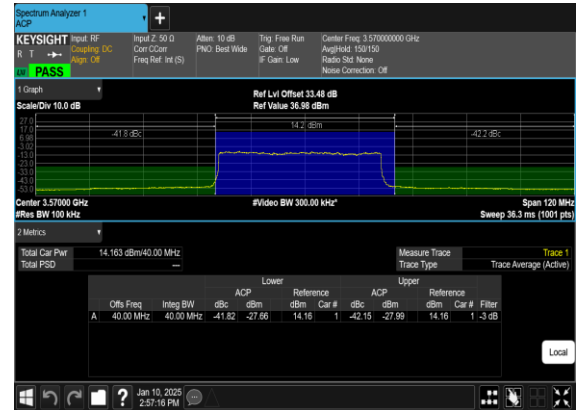 Spectrum Analyzer 1
ACP
+
KEYSIGHT Input: RF Input Z: 50 Ω Atten: 10 dB Trig: Free Run Center Freq: 3.570000000 GHz
R T Coupling: DC Corr CCorr PNO: Best Wide Gate: Off Avg|Hold: 150/150
Align: Off Freq Ref: Int (S) IF Gain: Low Radio Std: None
LM PASS Noise Correction: Off
1 Graph
Ref Lvl Offset 33.48 dB
Scale/Div 10.0 dB Ref Value 36.98 dBm
27.0
17.0 14.2 dBm
6.98 -41.8 dBc -42.2 dBc
-3.02
-13.0
-23.0
-33.0
-43.0
-53.0
Center 3.57000 GHz #Video BW 300.00 kHz* Span 120 MHz
#Res BW 100 kHz Sweep 36.3 ms (1001 pts)
2 Metrics
Total Car Pwr 14.163 dBm/40.00 MHz Measure Trace Trace 1
Total PSD --- Trace Type Trace Average (Active)
Lower Upper
ACP Reference ACP Reference
Offs Freq Integ BW dBc dBm dBm Car # dBc dBm dBm Car # Filter
A 40.00 MHz 40.00 MHz -41.82 -27.66 14.16 1 -42.15 -27.99 14.16 1 -3 dB
Local
? Jan 10, 2025
2:57:16 PM